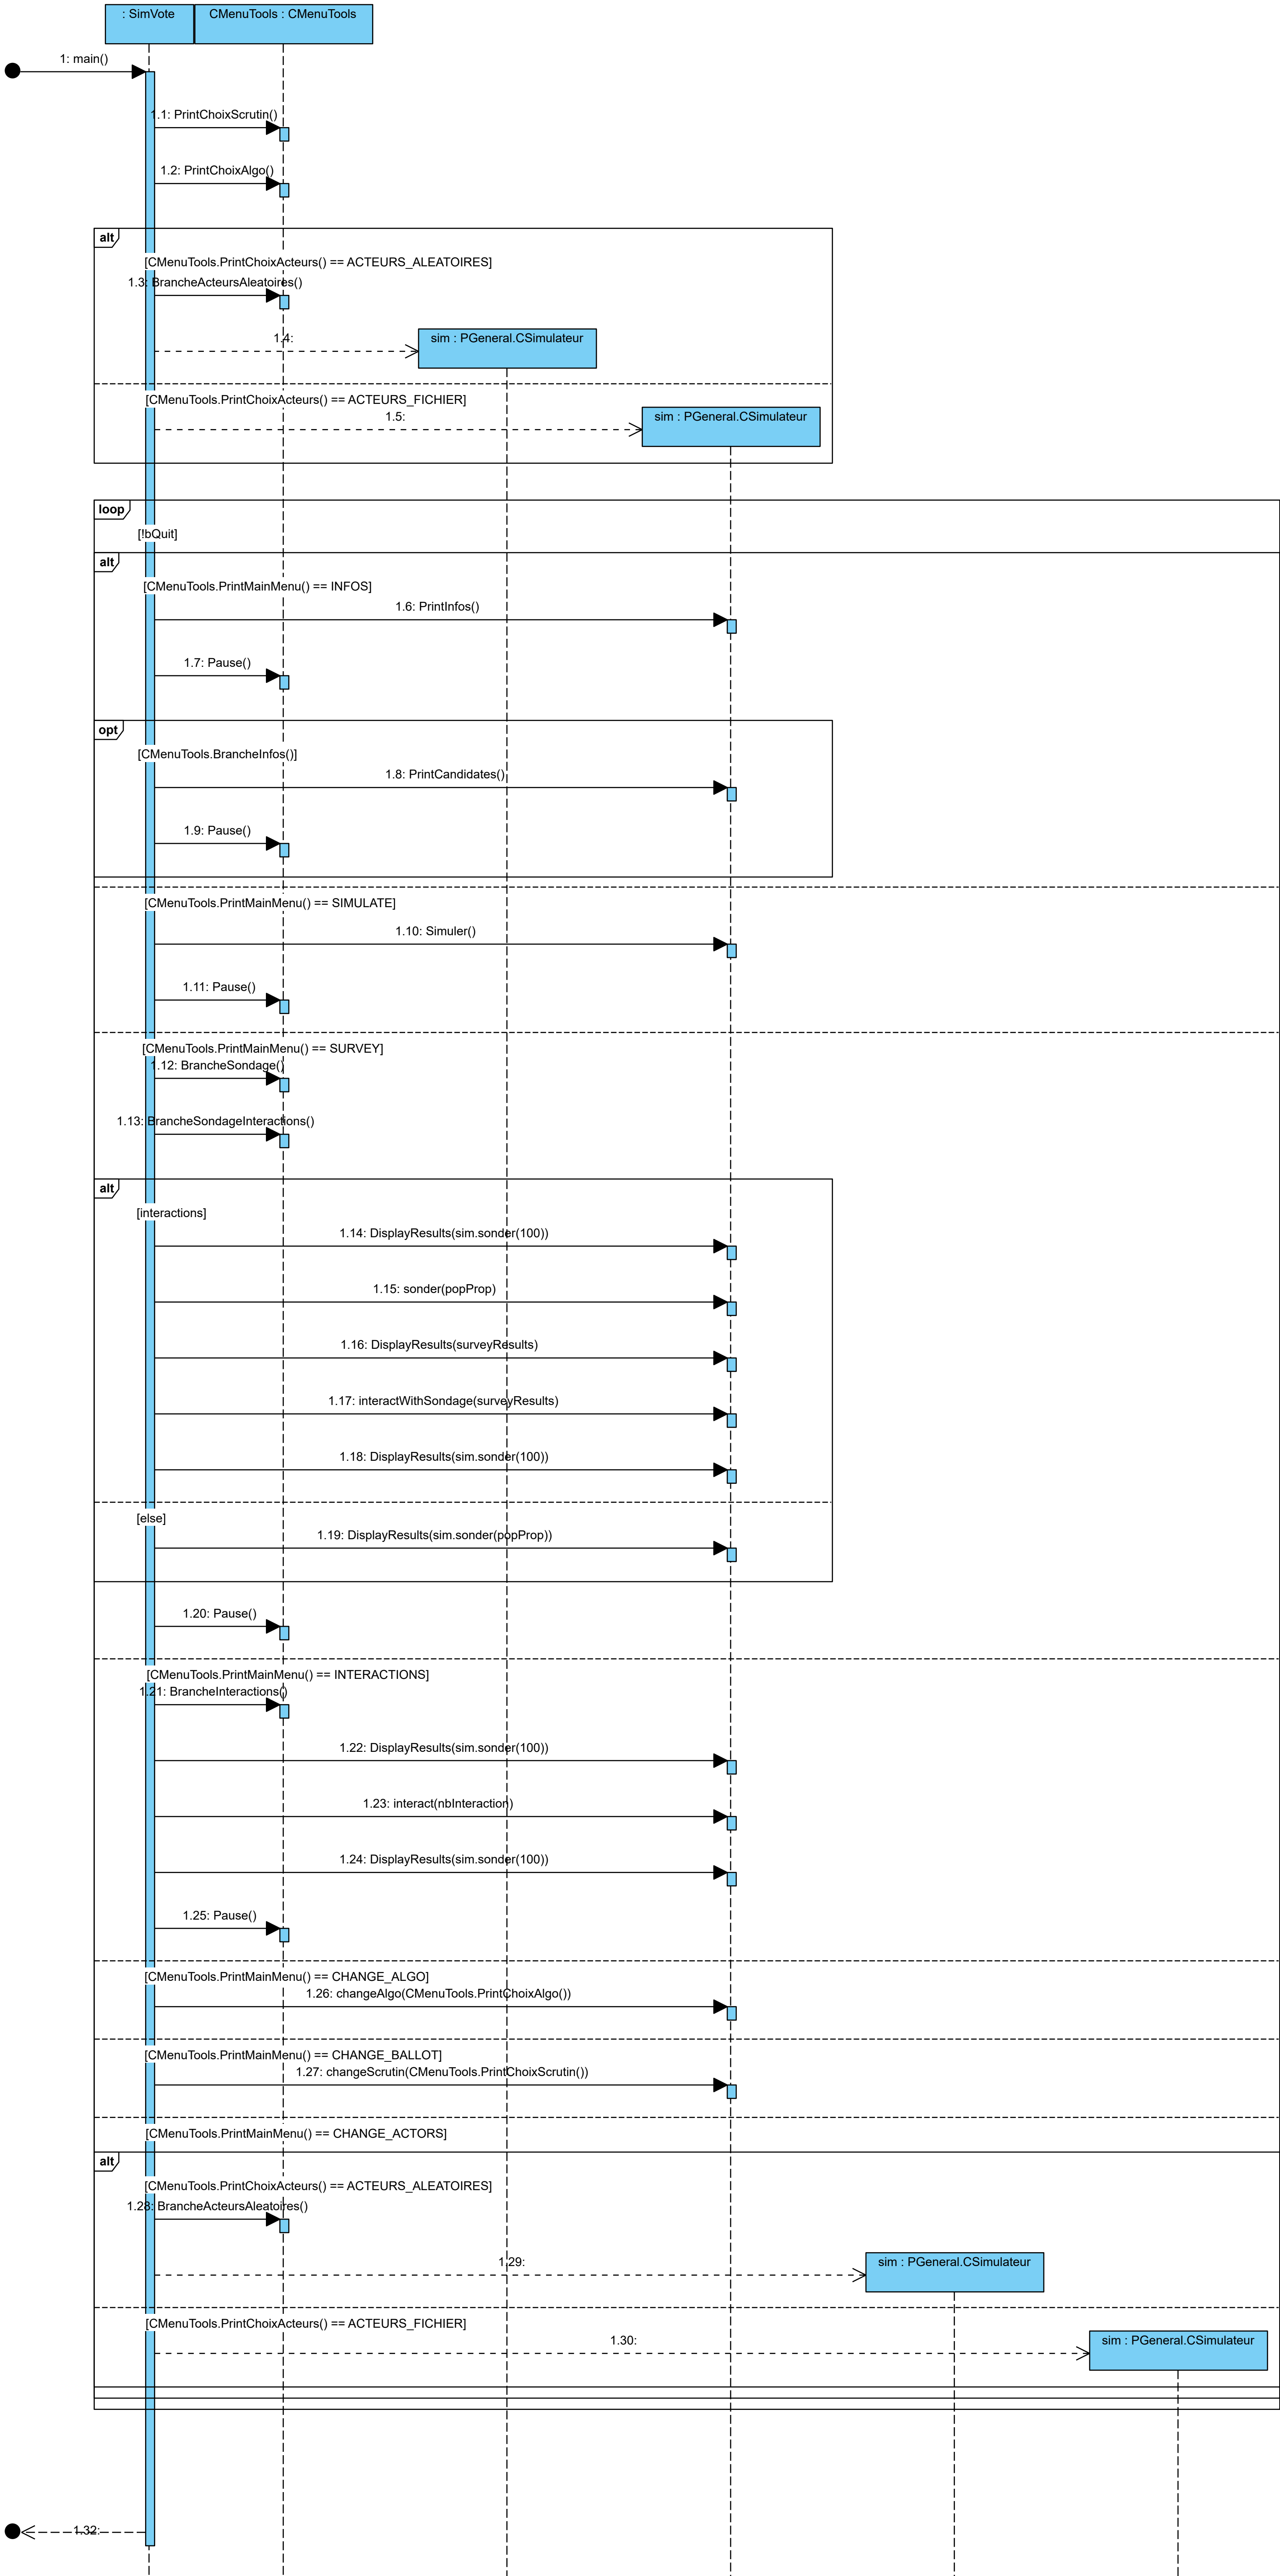 : SimVote
CMenuTools : CMenuTools
1: main()
1.1: PrintChoixScrutin()
1.2: PrintChoixAlgo()
alt
[CMenuTools.PrintChoixActeurs() == ACTEURS_ALEATOIRES]
1.3: BrancheActeursAleatoires()
1.4:
sim : PGeneral.CSimulateur
[CMenuTools.PrintChoixActeurs() == ACTEURS_FICHIER]
1.5:
sim : PGeneral.CSimulateur
loop
[!bQuit]
alt
[CMenuTools.PrintMainMenu() == INFOS]
1.6: PrintInfos()
1.7: Pause()
opt
[CMenuTools.BrancheInfos()]
1.8: PrintCandidates()
1.9: Pause()
[CMenuTools.PrintMainMenu() == SIMULATE]
1.10: Simuler()
1.11: Pause()
[CMenuTools.PrintMainMenu() == SURVEY]
1.12: BrancheSondage()
1.13: BrancheSondageInteractions()
alt
[interactions]
1.14: DisplayResults(sim.sonder(100))
1.15: sonder(popProp)
1.16: DisplayResults(surveyResults)
1.17: interactWithSondage(surveyResults)
1.18: DisplayResults(sim.sonder(100))
[else]
1.19: DisplayResults(sim.sonder(popProp))
1.20: Pause()
[CMenuTools.PrintMainMenu() == INTERACTIONS]
1.21: BrancheInteractions()
1.22: DisplayResults(sim.sonder(100))
1.23: interact(nbInteraction)
1.24: DisplayResults(sim.sonder(100))
1.25: Pause()
[CMenuTools.PrintMainMenu() == CHANGE_ALGO]
1.26: changeAlgo(CMenuTools.PrintChoixAlgo())
[CMenuTools.PrintMainMenu() == CHANGE_BALLOT]
1.27: changeScrutin(CMenuTools.PrintChoixScrutin())
[CMenuTools.PrintMainMenu() == CHANGE_ACTORS]
alt
[CMenuTools.PrintChoixActeurs() == ACTEURS_ALEATOIRES]
1.28: BrancheActeursAleatoires()
1.29:
sim : PGeneral.CSimulateur
[CMenuTools.PrintChoixActeurs() == ACTEURS_FICHIER]
1.30:
sim : PGeneral.CSimulateur
1.32: